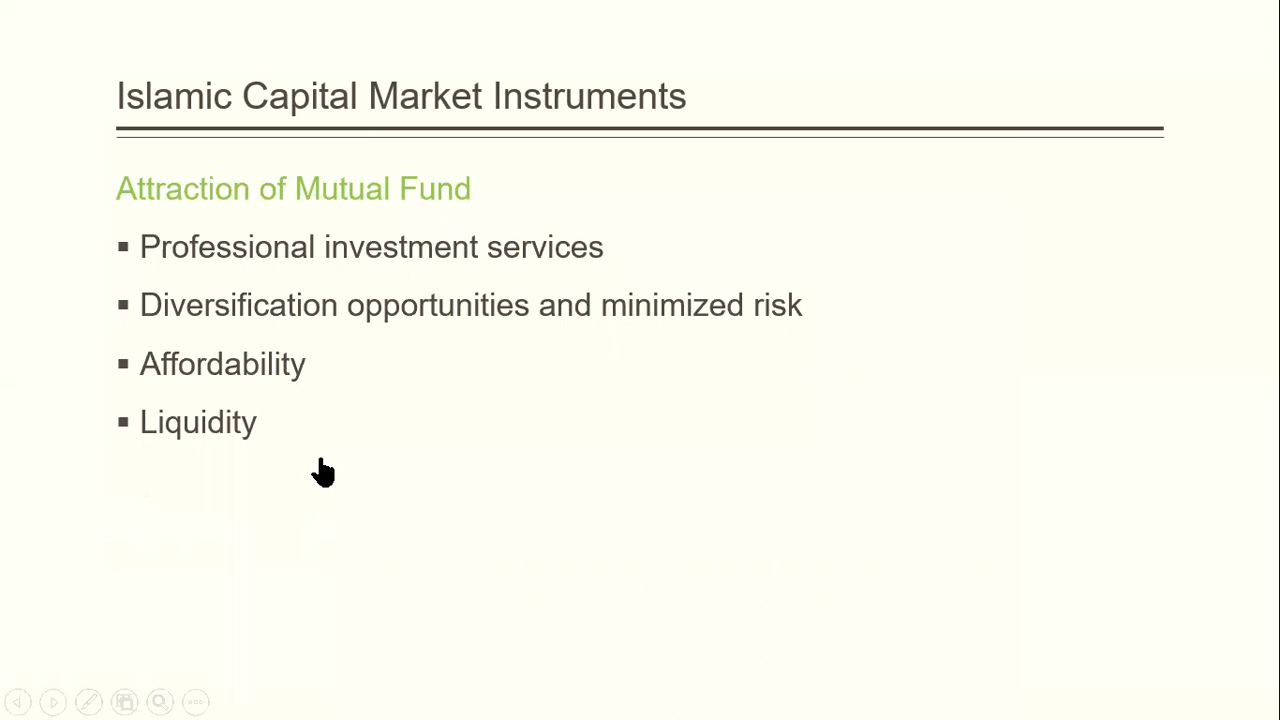 Islamic Capital Market Instruments
Attraction of Mutual Fund
▪ Professional investment services
▪ Diversification opportunities and minimized risk
▪ Affordability
▪ Liquidity